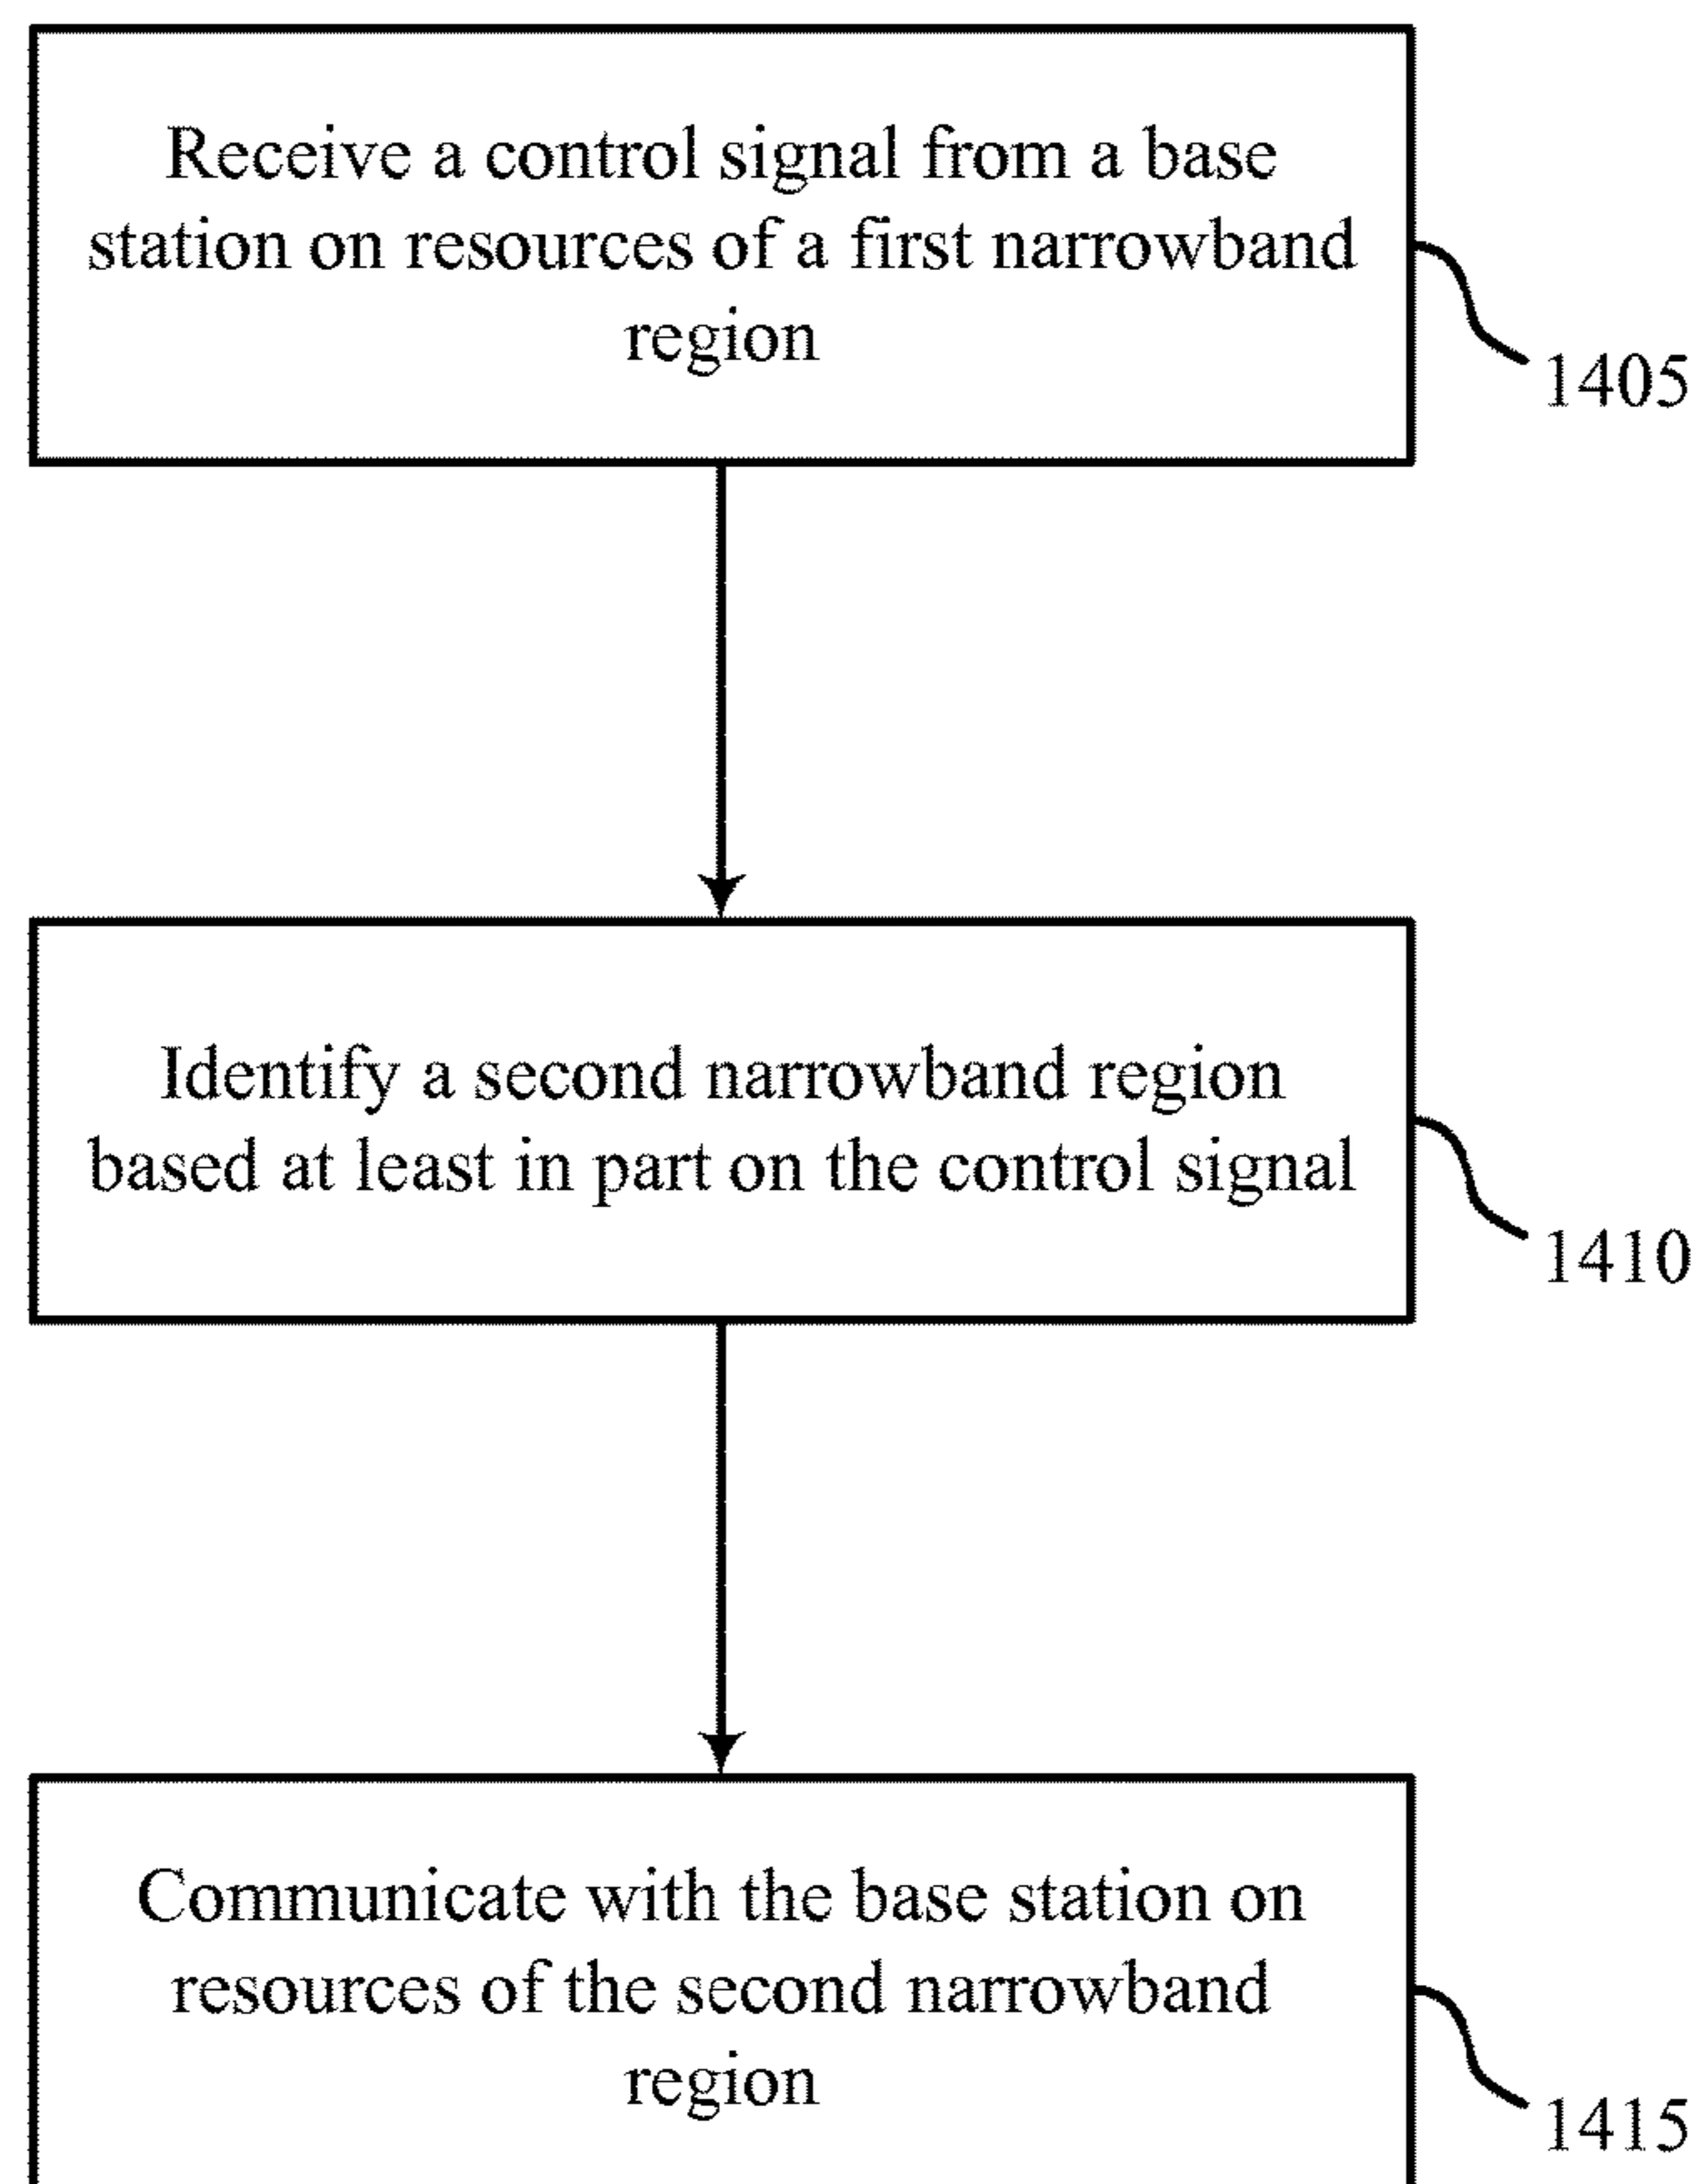 Receive a control signal from a base
station on resources of a first narrowband
region
1405
Identify a second narrowband region
based at least in part on the control signal
1410
Communicate with the base station on
resources of the second narrowband
region
1415